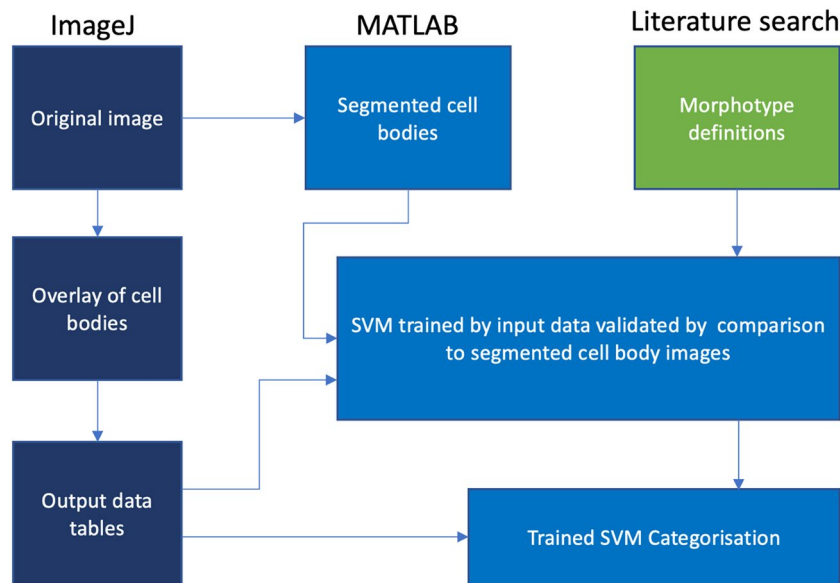 ImageJ
MATLAB
Literature search
Original image
Segmented cell
bodies
Morphotype
definitions
Overlay of cell
bodies
SVM trained by input data validated by comparison
to segmented cell body images
Output data
tables
Trained SVM Categorisation